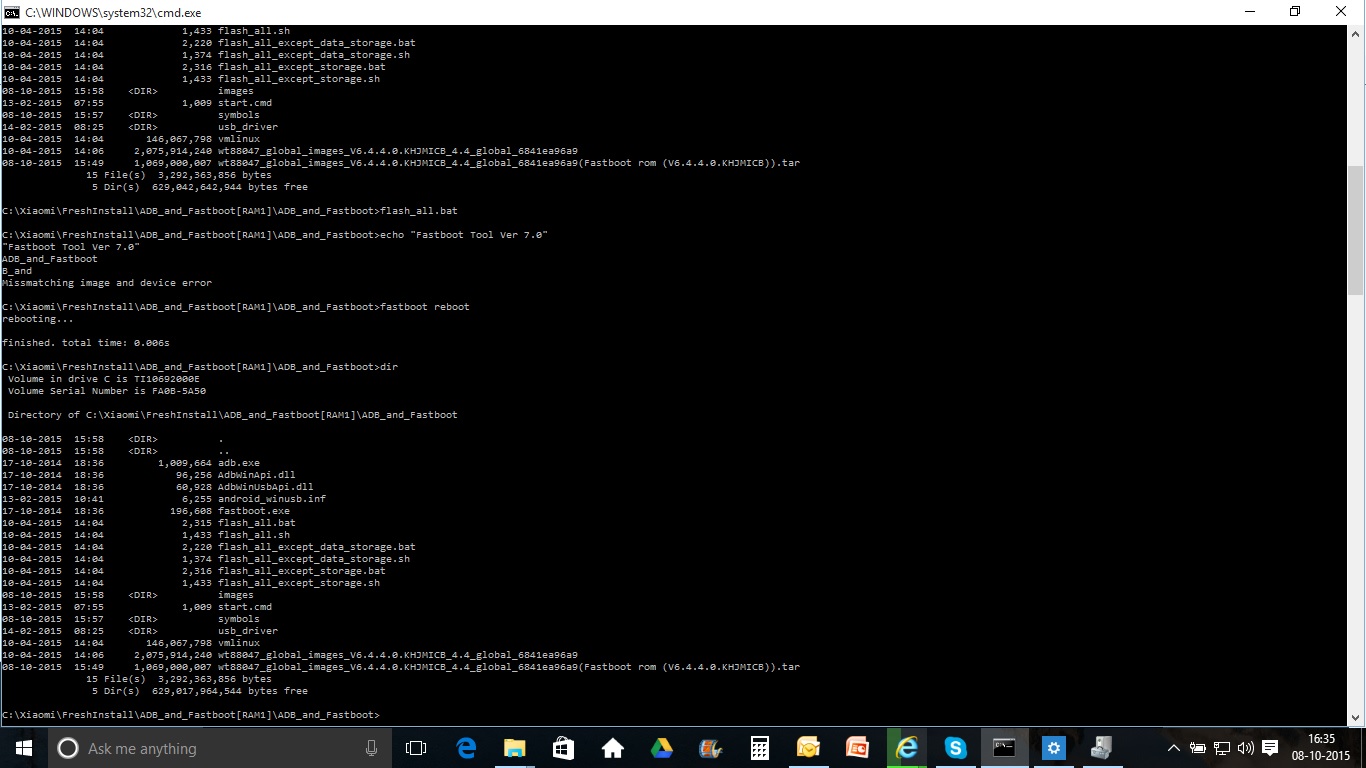 C:\WINDOWS\system32\cmd.exe
10-04-2015  14:04             1,433 flash_all.sh
10-04-2015  14:04             2,220 flash_all_except_data_storage.bat
10-04-2015  14:04             1,374 flash_all_except_data_storage.sh
10-04-2015  14:04             2,316 flash_all_except_storage.bat
10-04-2015  14:04             1,433 flash_all_except_storage.sh
08-10-2015  15:58    <DIR>          images
13-02-2015  07:55             1,009 start.cmd
08-10-2015  15:57    <DIR>          symbols
14-02-2015  08:25    <DIR>          usb_driver
10-04-2015  14:04       146,067,798 vmlinux
10-04-2015  14:06     2,075,914,240 wt88047_global_images_V6.4.4.0.KHJMICB_4.4_global_6841ea96a9
08-10-2015  15:49     1,069,000,007 wt88047_global_images_V6.4.4.0.KHJMICB_4.4_global_6841ea96a9(Fastboot rom (V6.4.4.0.KHJMICB)).tar
15 File(s)  3,292,363,856 bytes
5 Dir(s)  629,042,642,944 bytes free
C:\Xiaomi\FreshInstall\ADB_and_Fastboot[RAM1]\ADB_and_Fastboot>flash_all.bat
C:\Xiaomi\FreshInstall\ADB_and_Fastboot[RAM1]\ADB_and_Fastboot>echo "Fastboot Tool Ver 7.0"
"Fastboot Tool Ver 7.0"
ADB_and_Fastboot
B_and
Missmatching image and device error
C:\Xiaomi\FreshInstall\ADB_and_Fastboot[RAM1]\ADB_and_Fastboot>fastboot reboot
rebooting...
finished. total time: 0.006s
C:\Xiaomi\FreshInstall\ADB_and_Fastboot[RAM1]\ADB_and_Fastboot>dir
Volume in drive C is TI10692000E
Volume Serial Number is FA0B-5A50
Directory of C:\Xiaomi\FreshInstall\ADB_and_Fastboot[RAM1]\ADB_and_Fastboot
08-10-2015  15:58    <DIR>          .
08-10-2015  15:58    <DIR>          ..
17-10-2014  18:36         1,009,664 adb.exe
17-10-2014  18:36            96,256 AdbWinApi.dll
17-10-2014  18:36            60,928 AdbWinUsbApi.dll
13-02-2015  10:41             6,255 android_winusb.inf
17-10-2014  18:36           196,608 fastboot.exe
10-04-2015  14:04             2,315 flash_all.bat
10-04-2015  14:04             1,433 flash_all.sh
10-04-2015  14:04             2,220 flash_all_except_data_storage.bat
10-04-2015  14:04             1,374 flash_all_except_data_storage.sh
10-04-2015  14:04             2,316 flash_all_except_storage.bat
10-04-2015  14:04             1,433 flash_all_except_storage.sh
08-10-2015  15:58    <DIR>          images
13-02-2015  07:55             1,009 start.cmd
08-10-2015  15:57    <DIR>          symbols
14-02-2015  08:25    <DIR>          usb_driver
10-04-2015  14:04       146,067,798 vmlinux
10-04-2015  14:06     2,075,914,240 wt88047_global_images_V6.4.4.0.KHJMICB_4.4_global_6841ea96a9
08-10-2015  15:49     1,069,000,007 wt88047_global_images_V6.4.4.0.KHJMICB_4.4_global_6841ea96a9(Fastboot rom (V6.4.4.0.KHJMICB)).tar
15 File(s)  3,292,363,856 bytes
5 Dir(s)  629,017,964,544 bytes free
C:\Xiaomi\FreshInstall\ADB_and_Fastboot[RAM1]\ADB_and_Fastboot>
Ask me anything
16:35
08-10-2015